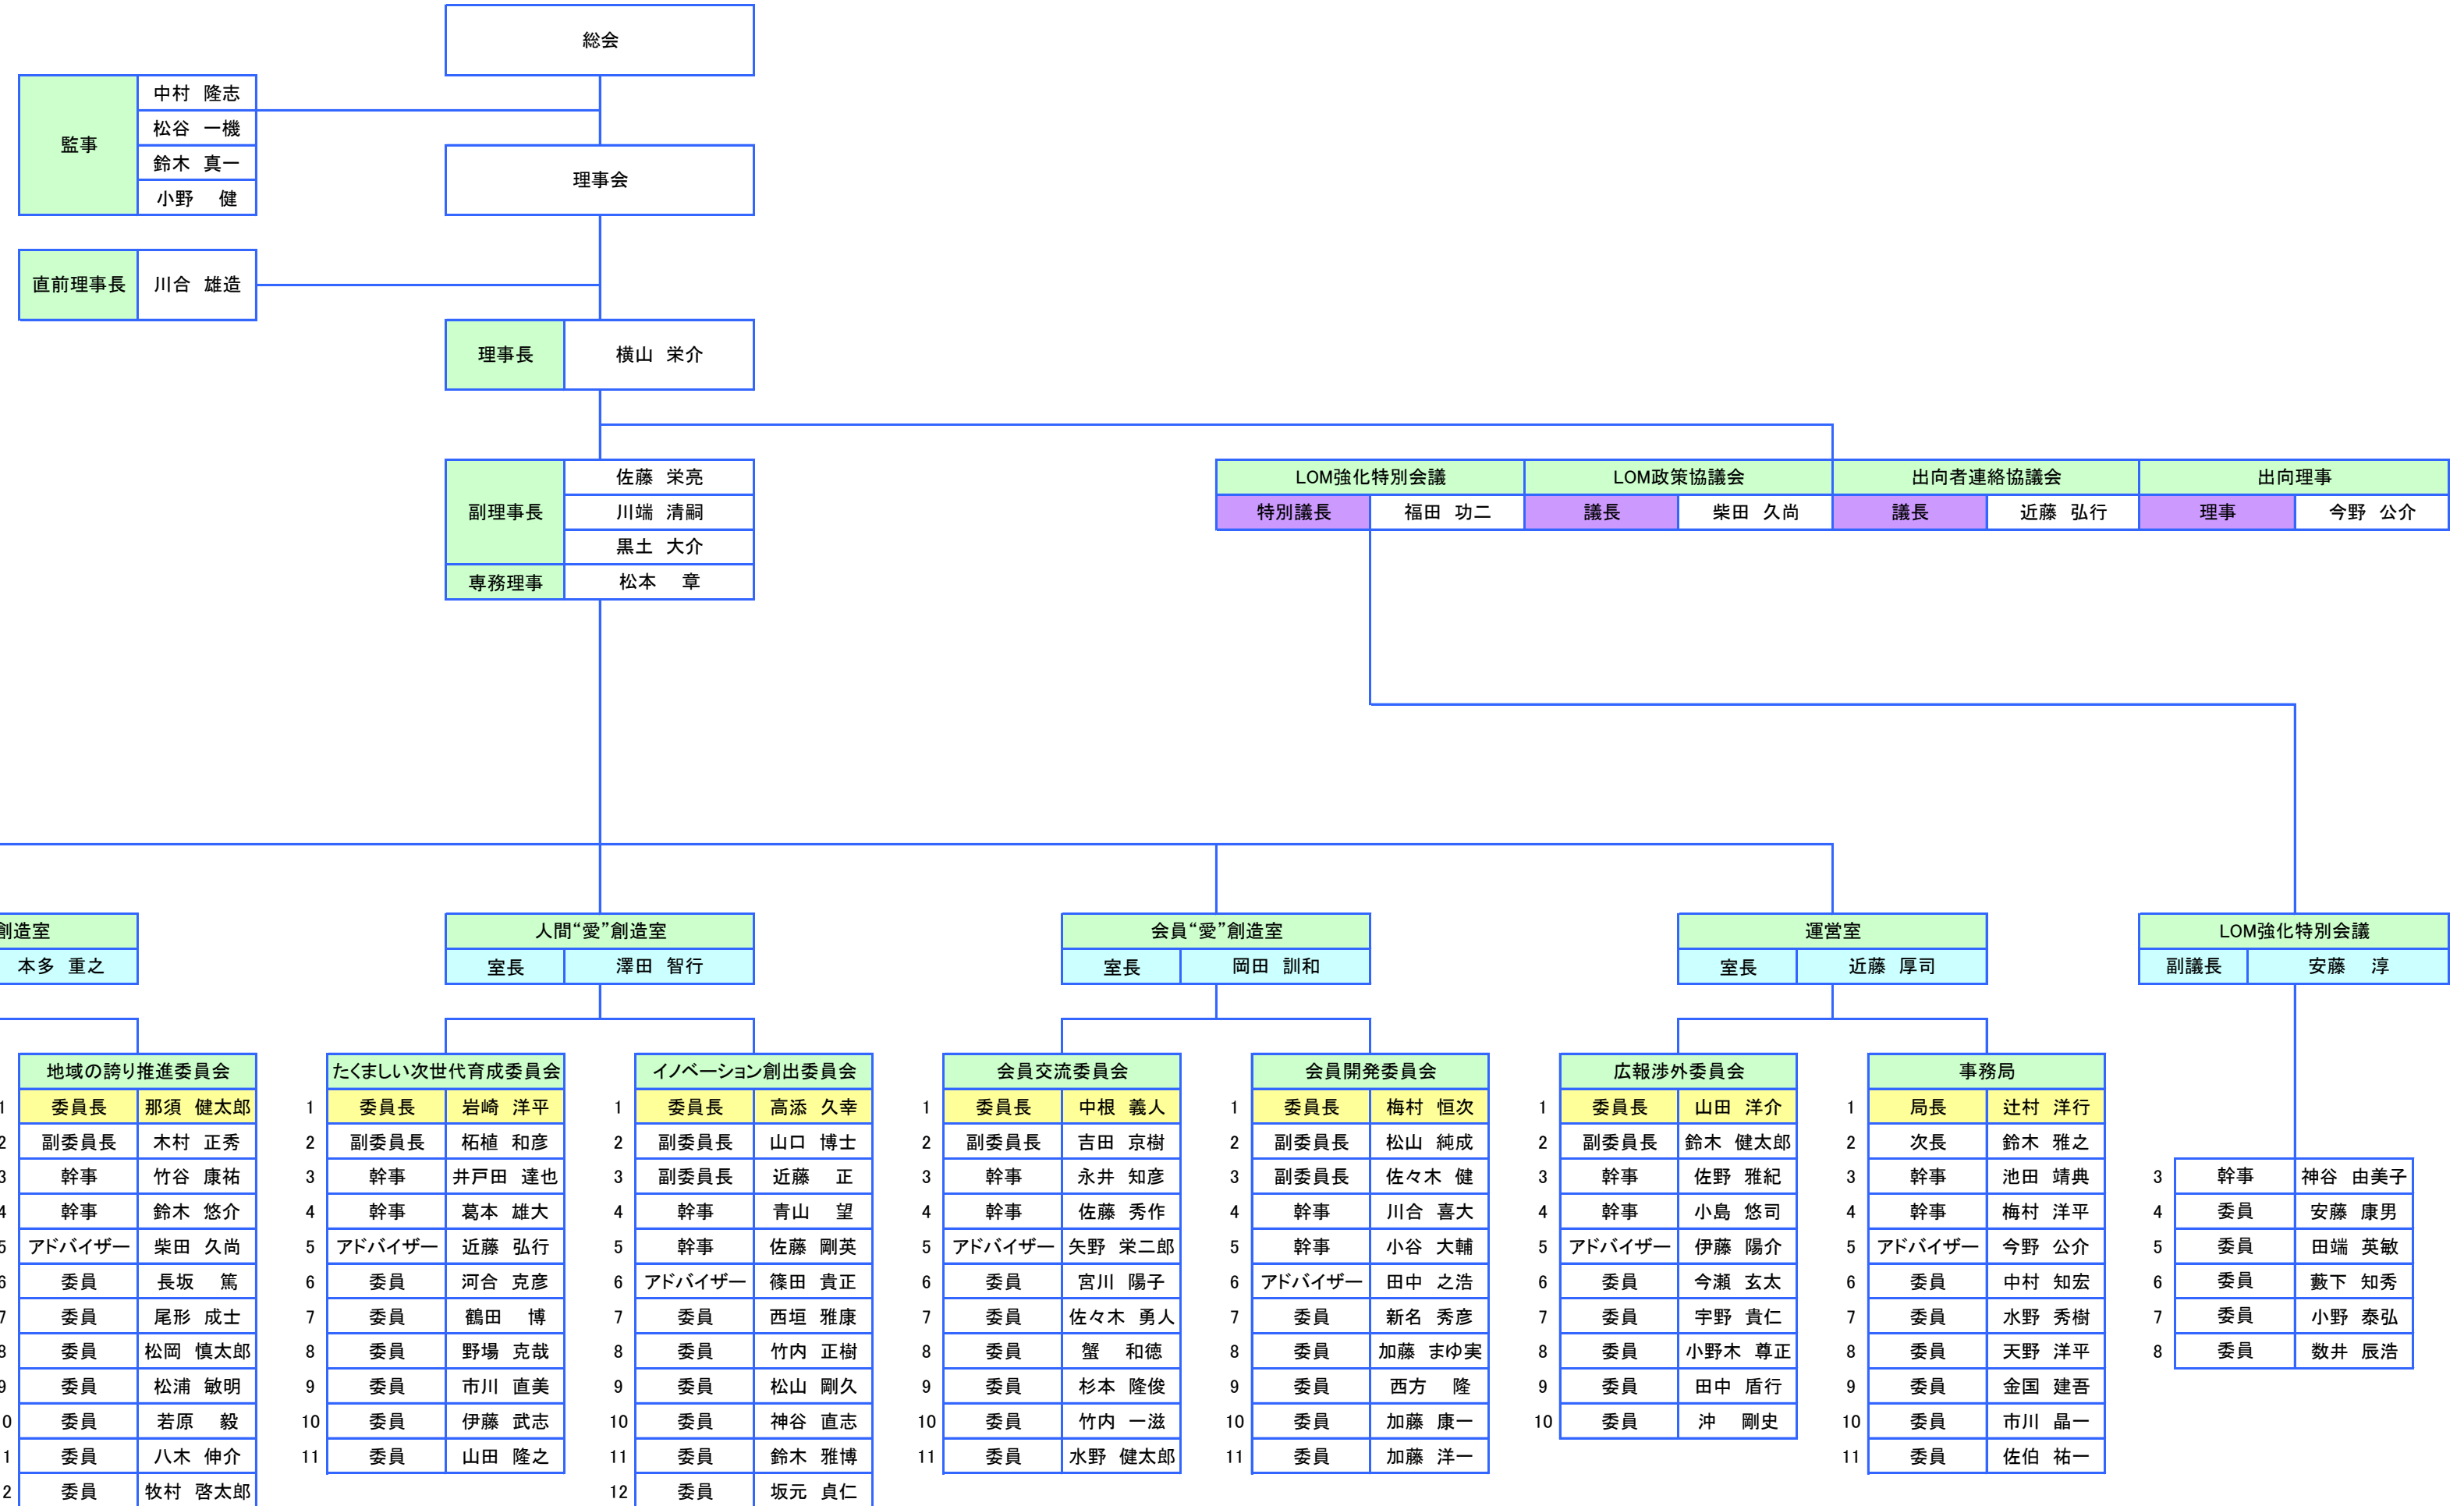 総会
監事
中村 隆志
松谷 一機
鈴木 真一
小野 健
理事会
直前理事長 川合 雄造
理事長 横山 栄介
副理事長
佐藤 栄亮
川端 清嗣
黒土 大介
専務理事 松本 章
LOM強化特別会議 LOM政策協議会 出向者連絡協議会 出向理事
特別議長 福田 功二 議長 柴田 久尚 議長 近藤 弘行 理事 今野 公介
創造室
本多 重之
人間“愛”創造室
室長 澤田 智行
会員“愛”創造室
室長 岡田 訓和
運営室
室長 近藤 厚司
LOM強化特別会議
副議長 安藤 淳
地域の誇り推進委員会
1 委員長 那須 健太郎
2 副委員長 木村 正秀
3 幹事 竹谷 康祐
4 幹事 鈴木 悠介
5 アドバイザー 柴田 久尚
6 委員 長坂 篤
7 委員 尾形 成士
8 委員 松岡 慎太郎
9 委員 松浦 敏明
0 委員 若原 毅
1 委員 八木 伸介
2 委員 牧村 啓太郎
たくましい次世代育成委員会
1 委員長 岩崎 洋平
2 副委員長 柘植 和彦
3 幹事 井戸田 達也
4 幹事 葛本 雄大
5 アドバイザー 近藤 弘行
6 委員 河合 克彦
7 委員 鶴田 博
8 委員 野場 克哉
9 委員 市川 直美
10 委員 伊藤 武志
11 委員 山田 隆之
イノベーション創出委員会
1 委員長 高添 久幸
2 副委員長 山口 博士
3 副委員長 近藤 正
4 幹事 青山 望
5 幹事 佐藤 剛英
6 アドバイザー 篠田 貴正
7 委員 西垣 雅康
8 委員 竹内 正樹
9 委員 松山 剛久
10 委員 神谷 直志
11 委員 鈴木 雅博
12 委員 坂元 貞仁
会員交流委員会
1 委員長 中根 義人
2 副委員長 吉田 京樹
3 幹事 永井 知彦
4 幹事 佐藤 秀作
5 アドバイザー 矢野 栄二郎
6 委員 宮川 陽子
7 委員 佐々木 勇人
8 委員 蟹 和徳
9 委員 杉本 隆俊
10 委員 竹内 一滋
11 委員 水野 健太郎
会員開発委員会
1 委員長 梅村 恒次
2 副委員長 松山 純成
3 副委員長 佐々木 健
4 幹事 川合 喜大
5 幹事 小谷 大輔
6 アドバイザー 田中 之浩
7 委員 新名 秀彦
8 委員 加藤 まゆ実
9 委員 西方 隆
10 委員 加藤 康一
11 委員 加藤 洋一
広報渉外委員会
1 委員長 山田 洋介
2 副委員長 鈴木 健太郎
3 幹事 佐野 雅紀
4 幹事 小島 悠司
5 アドバイザー 伊藤 陽介
6 委員 今瀬 玄太
7 委員 宇野 貴仁
8 委員 小野木 尊正
9 委員 田中 盾行
10 委員 沖 剛史
事務局
1 局長 辻村 洋行
2 次長 鈴木 雅之
3 幹事 池田 靖典
4 幹事 梅村 洋平
5 アドバイザー 今野 公介
6 委員 中村 知宏
7 委員 水野 秀樹
8 委員 天野 洋平
9 委員 金国 建吾
10 委員 市川 晶一
11 委員 佐伯 祐一
3 幹事 神谷 由美子
4 委員 安藤 康男
5 委員 田端 英敏
6 委員 藪下 知秀
7 委員 小野 泰弘
8 委員 数井 辰浩